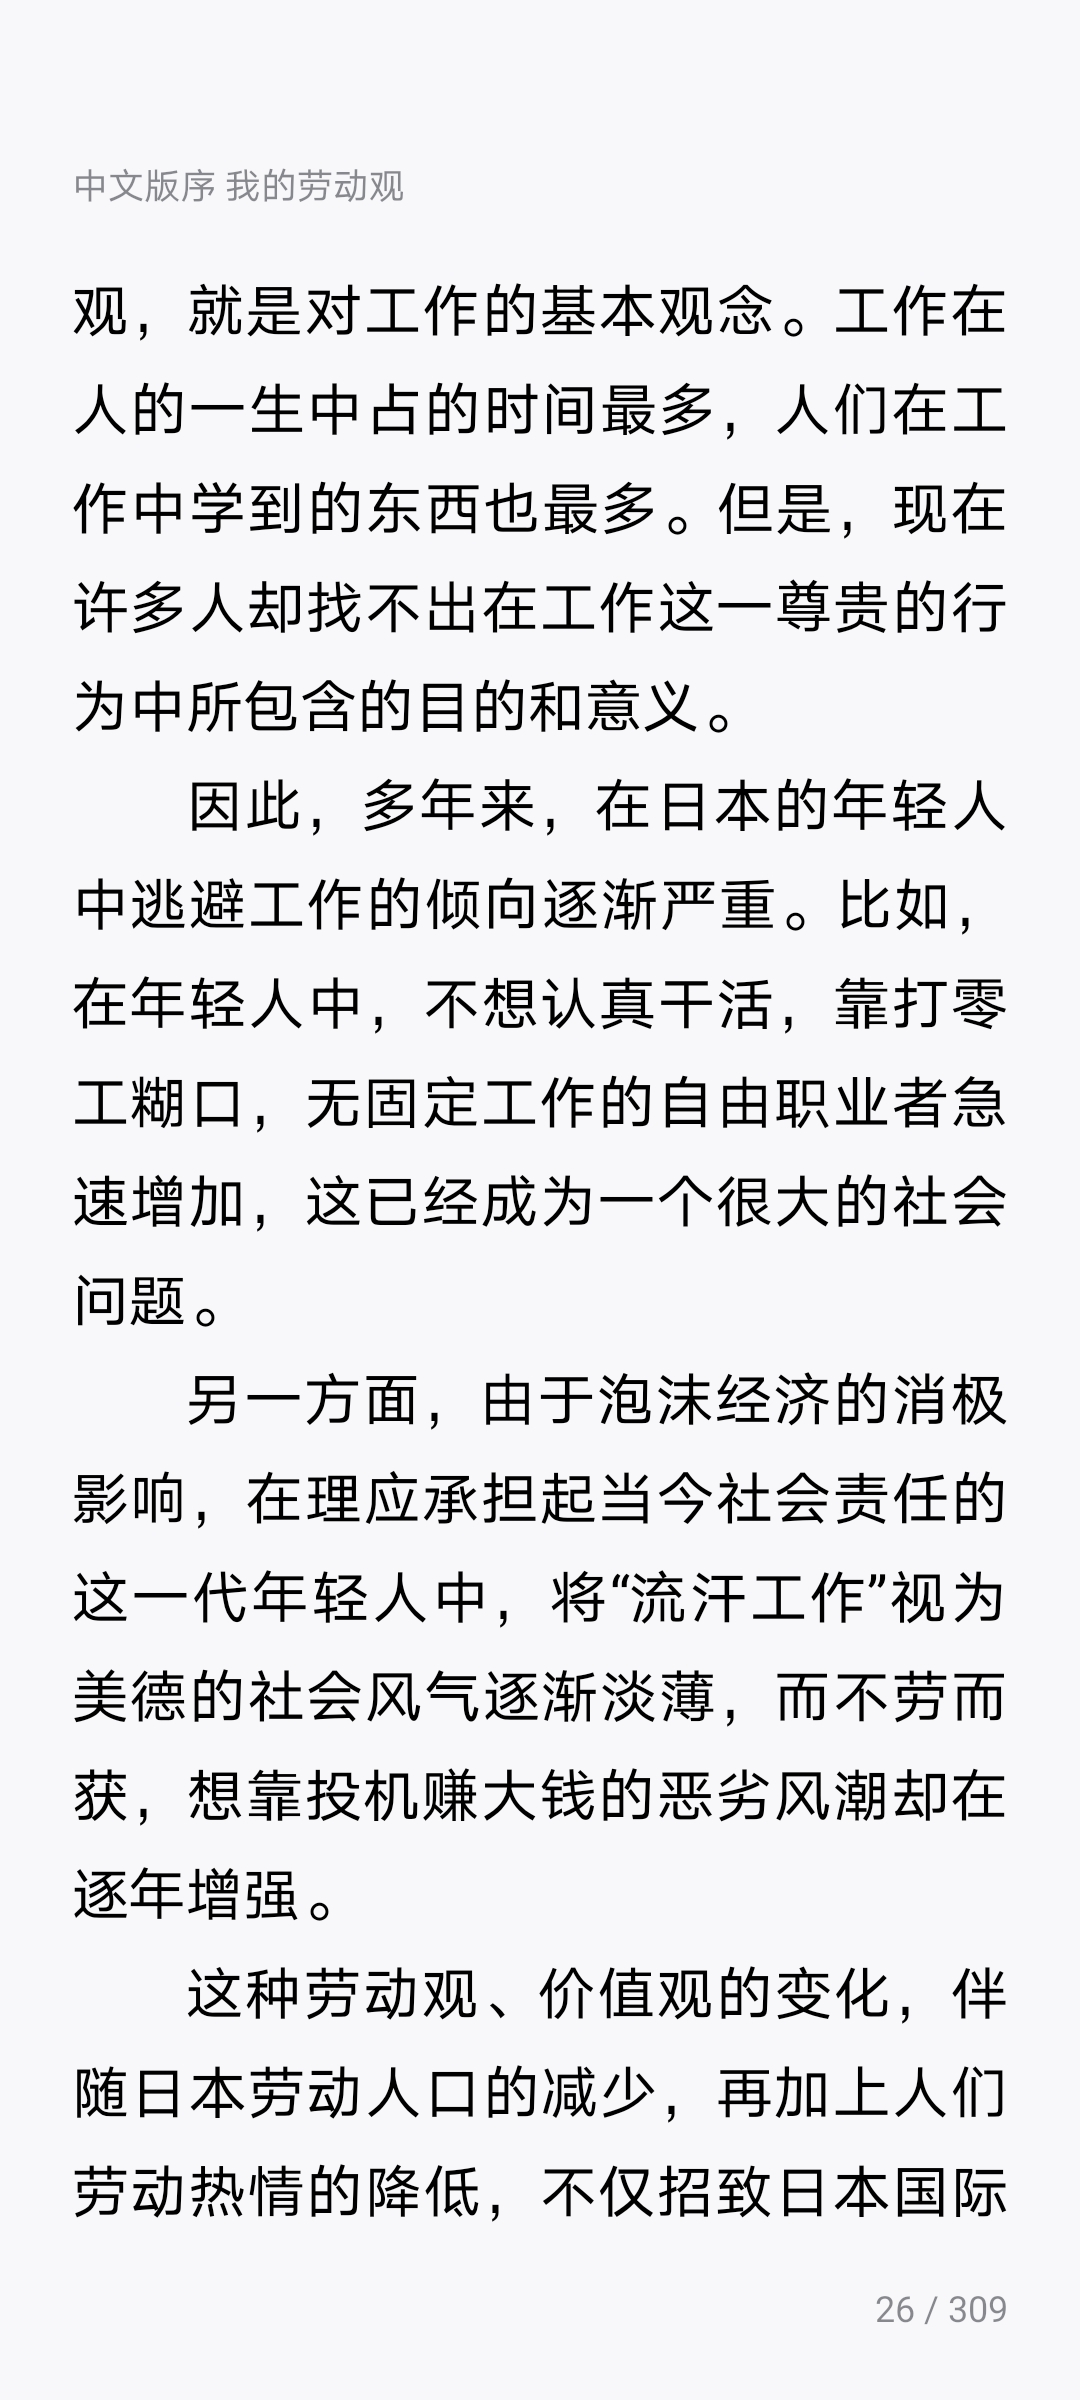 中文版序 我的劳动观
观，就是对工作的基本观念。工作在
人的一生中占的时间最多，人们在工
作中学到的东西也最多。但是，现在
许多人却找不出在工作这一尊贵的行
为中所包含的目的和意义。
因此，多年来，在日本的年轻人
中逃避工作的倾向逐渐严重。比如，
在年轻人中，不想认真干活，靠打零
工糊口，无固定工作的自由职业者急
速增加，这已经成为一个很大的社会
问题。
另一方面，由于泡沫经济的消极
影响，在理应承担起当今社会责任的
这一代年轻人中，将“流汗工作”视为
美德的社会风气逐渐淡薄，而不劳而
获，想靠投机赚大钱的恶劣风潮却在
逐年增强。
这种劳动观、价值观的变化，伴
随日本劳动人口的减少，再加上人们
劳动热情的降低，不仅招致日本国际
26 / 309